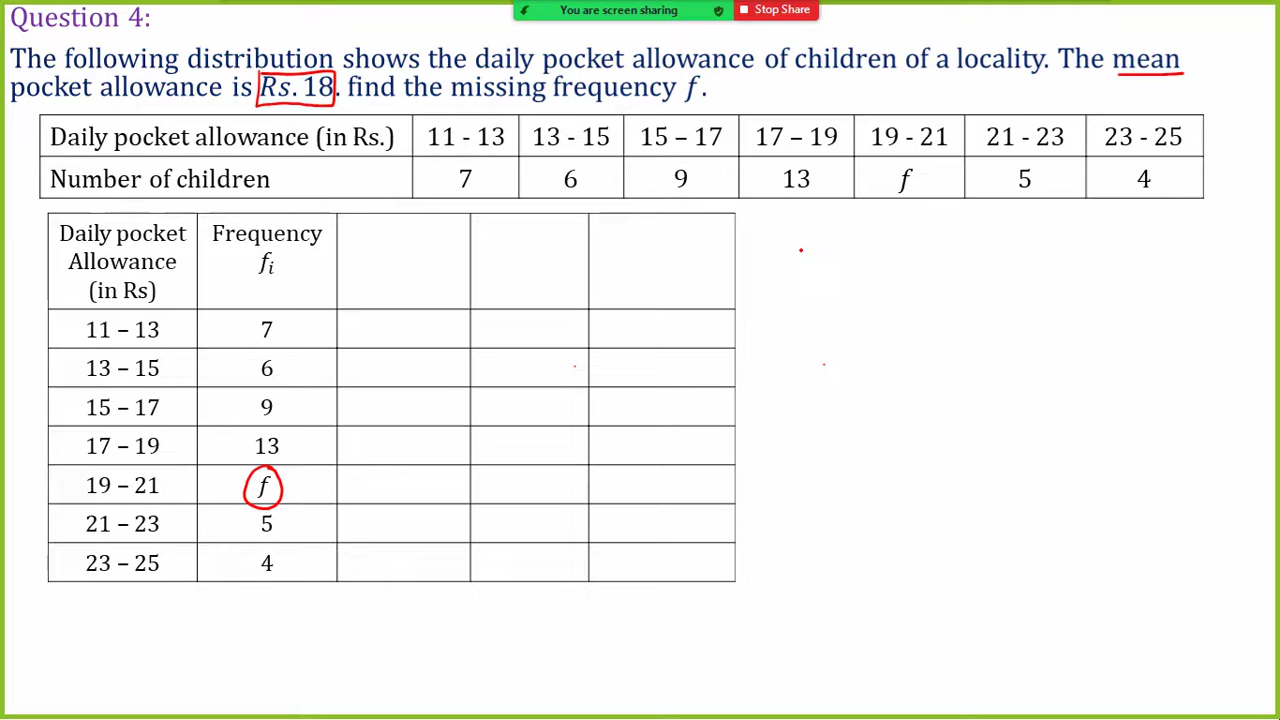 Question 4:
You are screen sharing
Stop Share
The following distribution shows the daily pocket allowance of children of a locality. The mean
pocket allowance is Rs. 18. find the missing frequency f.
Daily pocket allowance (in Rs.) 11 - 13 13 - 15 15 – 17 17 – 19 19 - 21 21 - 23 23 - 25
Number of children 7 6 9 13 f 5 4
Daily pocket Frequency
Allowance fᵢ
(in Rs)
11 – 13 7
13 – 15 6
15 – 17 9
17 – 19 13
19 – 21 f
21 – 23 5
23 – 25 4